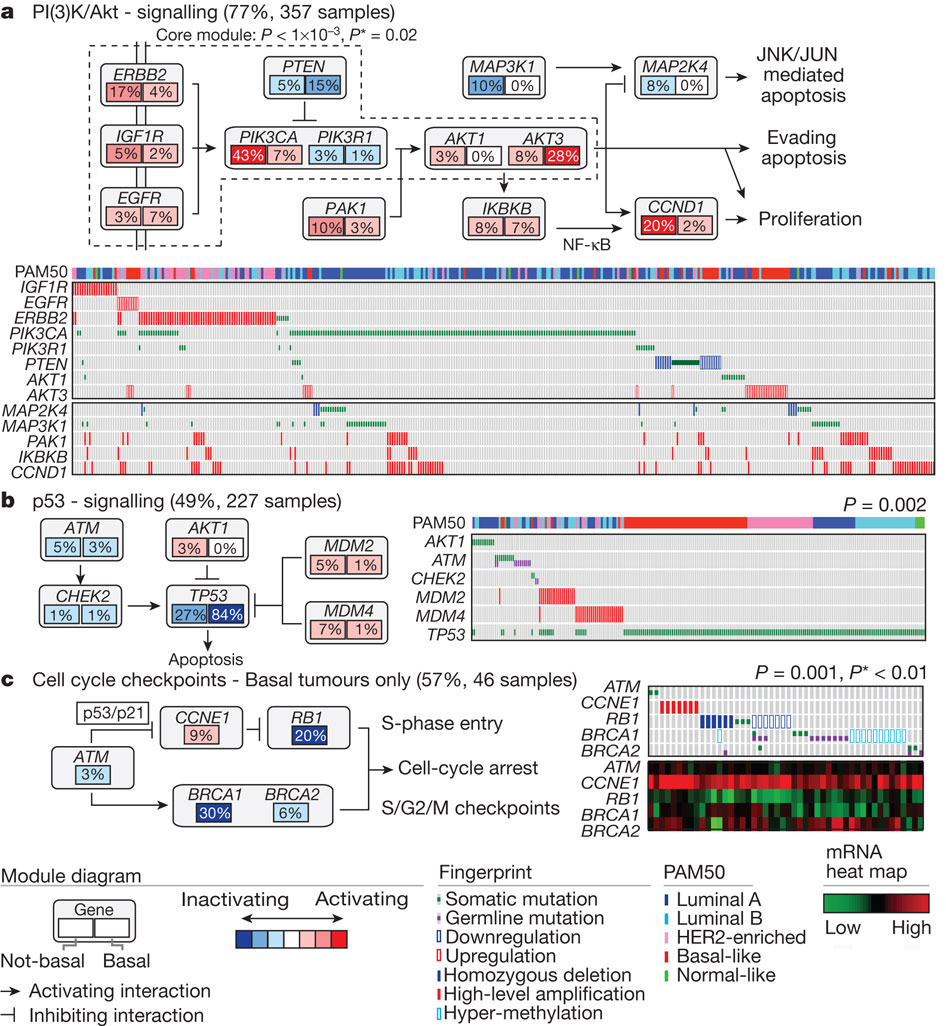 a PI(3)K/Akt - signalling (77%, 357 samples)
Core module: P < 1×10–3, P* = 0.02
ERBB2
17% 4%
IGF1R
5% 2%
EGFR
3% 7%
PTEN
5% 15%
PIK3CA PIK3R1
43% 7% 3% 1%
PAK1
10% 3%
MAP3K1
10% 0%
AKT1 AKT3
3% 0% 8% 28%
IKBKB
8% 7%
NF-κB
MAP2K4
8% 0%
CCND1
20% 2%
JNK/JUN
mediated
apoptosis
Evading
apoptosis
Proliferation
PAM50
IGF1R
EGFR
ERBB2
PIK3CA
PIK3R1
PTEN
AKT1
AKT3
MAP2K4
MAP3K1
PAK1
IKBKB
CCND1
b p53 - signalling (49%, 227 samples)
ATM
5% 3%
AKT1
3% 0%
MDM2
5% 1%
CHEK2
1% 1%
TP53
27% 84%
MDM4
7% 1%
Apoptosis
P = 0.002
PAM50
AKT1
ATM
CHEK2
MDM2
MDM4
TP53
c Cell cycle checkpoints - Basal tumours only (57%, 46 samples)
p53/p21
CCNE1
9%
RB1
20%
ATM
3%
BRCA1 BRCA2
30% 6%
S-phase entry
Cell-cycle arrest
S/G2/M checkpoints
P = 0.001, P* < 0.01
ATM
CCNE1
RB1
BRCA1
BRCA2
ATM
CCNE1
RB1
BRCA1
BRCA2
Module diagram
Gene
Not-basal Basal
Activating interaction
Inhibiting interaction
Inactivating Activating
Fingerprint
Somatic mutation
Germline mutation
Downregulation
Upregulation
Homozygous deletion
High-level amplification
Hyper-methylation
PAM50
Luminal A
Luminal B
HER2-enriched
Basal-like
Normal-like
mRNA
heat map
Low High